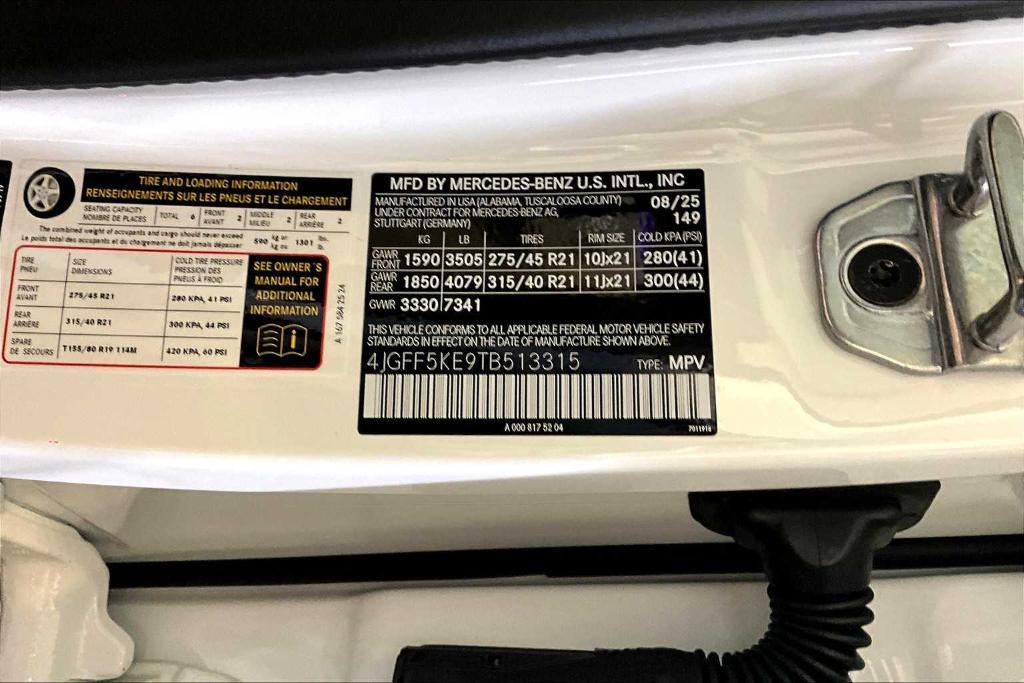 TIRE AND LOADING INFORMATION
RENSEIGNEMENTS SUR LES PNEUS ET LE CHARGEMENT
SEATING CAPACITY
NOMBRE DE PLACES
TOTAL 6
FRONT
AVANT 2
MIDDLE
MILIEU 2
REAR
ARRIÈRE 2
The combined weight of occupants and cargo should never exceed
Le poids total des occupants et du chargement ne doit jamais dépasser
590 kg or
kg ou
1301 lbs.
lb.
TIRE
PNEU
SIZE
DIMENSIONS
COLD TIRE PRESSURE
PRESSION DES
PNEUS À FROID
FRONT
AVANT
275/45 R21
280 KPA, 41 PSI
REAR
ARRIÈRE
315/40 R21
300 KPA, 44 PSI
SPARE
DE SECOURS
T155/80 R19 114M
420 KPA, 60 PSI
SEE OWNER'S
MANUAL FOR
ADDITIONAL
INFORMATION
A 167 584 25 24
MFD BY MERCEDES-BENZ U.S. INTL., INC
MANUFACTURED IN USA (ALABAMA, TUSCALOOSA COUNTY)
UNDER CONTRACT FOR MERCEDES-BENZ AG,
STUTTGART (GERMANY)
08/25
149
KG LB TIRES RIM SIZE COLD KPA(PSI)
GAWR
FRONT 1590 3505 275/45 R21 10Jx21 280(41)
GAWR
REAR 1850 4079 315/40 R21 11Jx21 300(44)
GVWR 3330 7341
THIS VEHICLE CONFORMS TO ALL APPLICABLE FEDERAL MOTOR VEHICLE SAFETY
STANDARDS IN EFFECT ON THE DATE OF MANUFACTURE SHOWN ABOVE.
4JGFF5KE9TB513315 TYPE: MPV
A 000 817 52 04